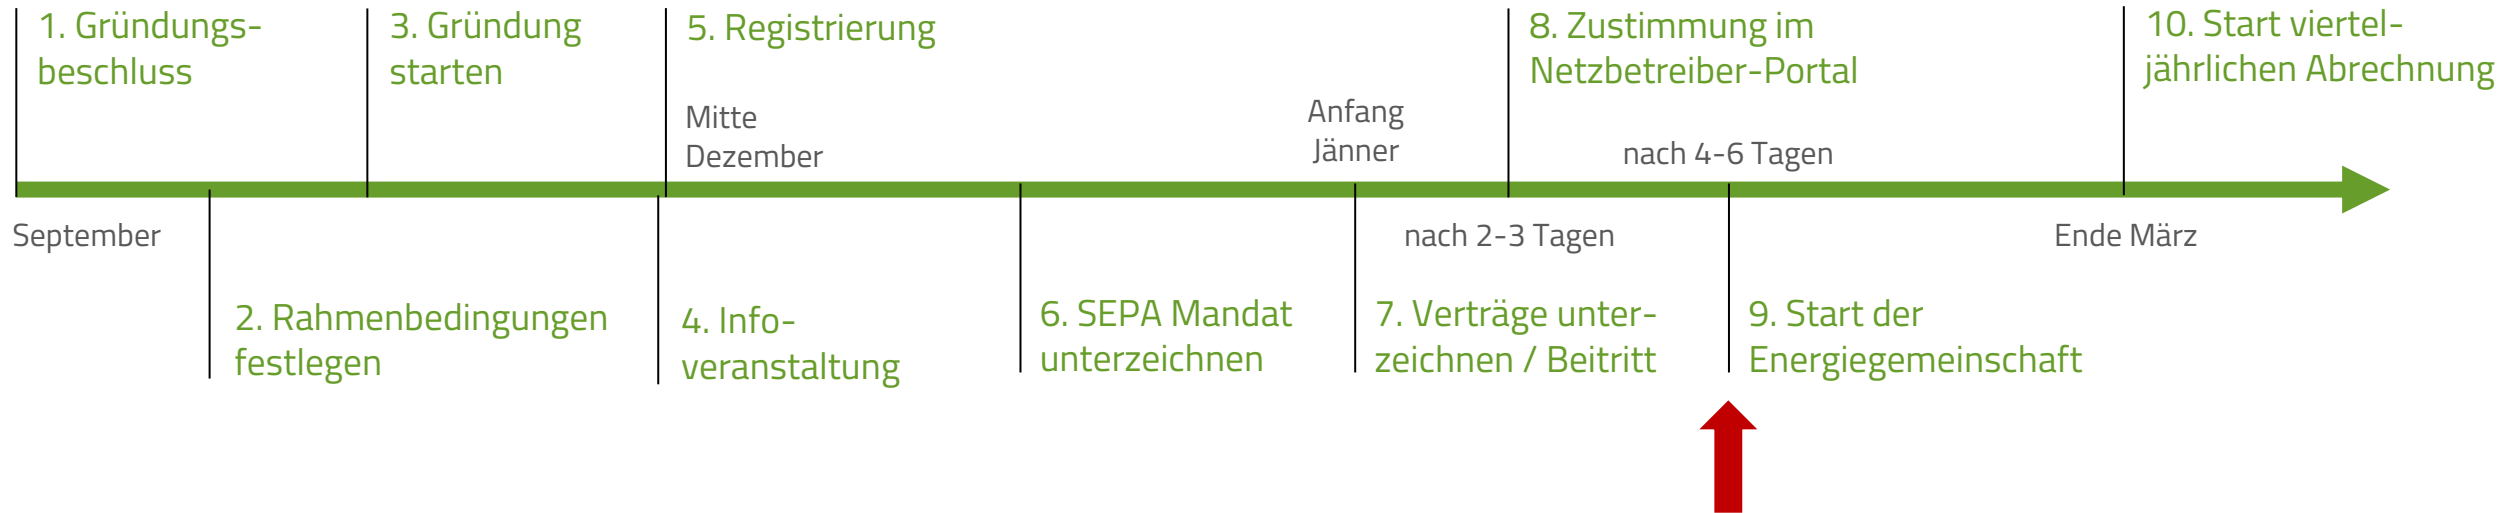 1. Gründungs-
beschluss
3. Gründung
starten
5. Registrierung
8. Zustimmung im
Netzbetreiber-Portal
10. Start viertel-
jährlichen Abrechnung
Mitte
Dezember
Anfang
Jänner
nach 4-6 Tagen
September
nach 2-3 Tagen
Ende März
2. Rahmenbedingungen
festlegen
4. Info-
veranstaltung
6. SEPA Mandat
unterzeichnen
7. Verträge unter-
zeichnen / Beitritt
9. Start der
Energiegemeinschaft